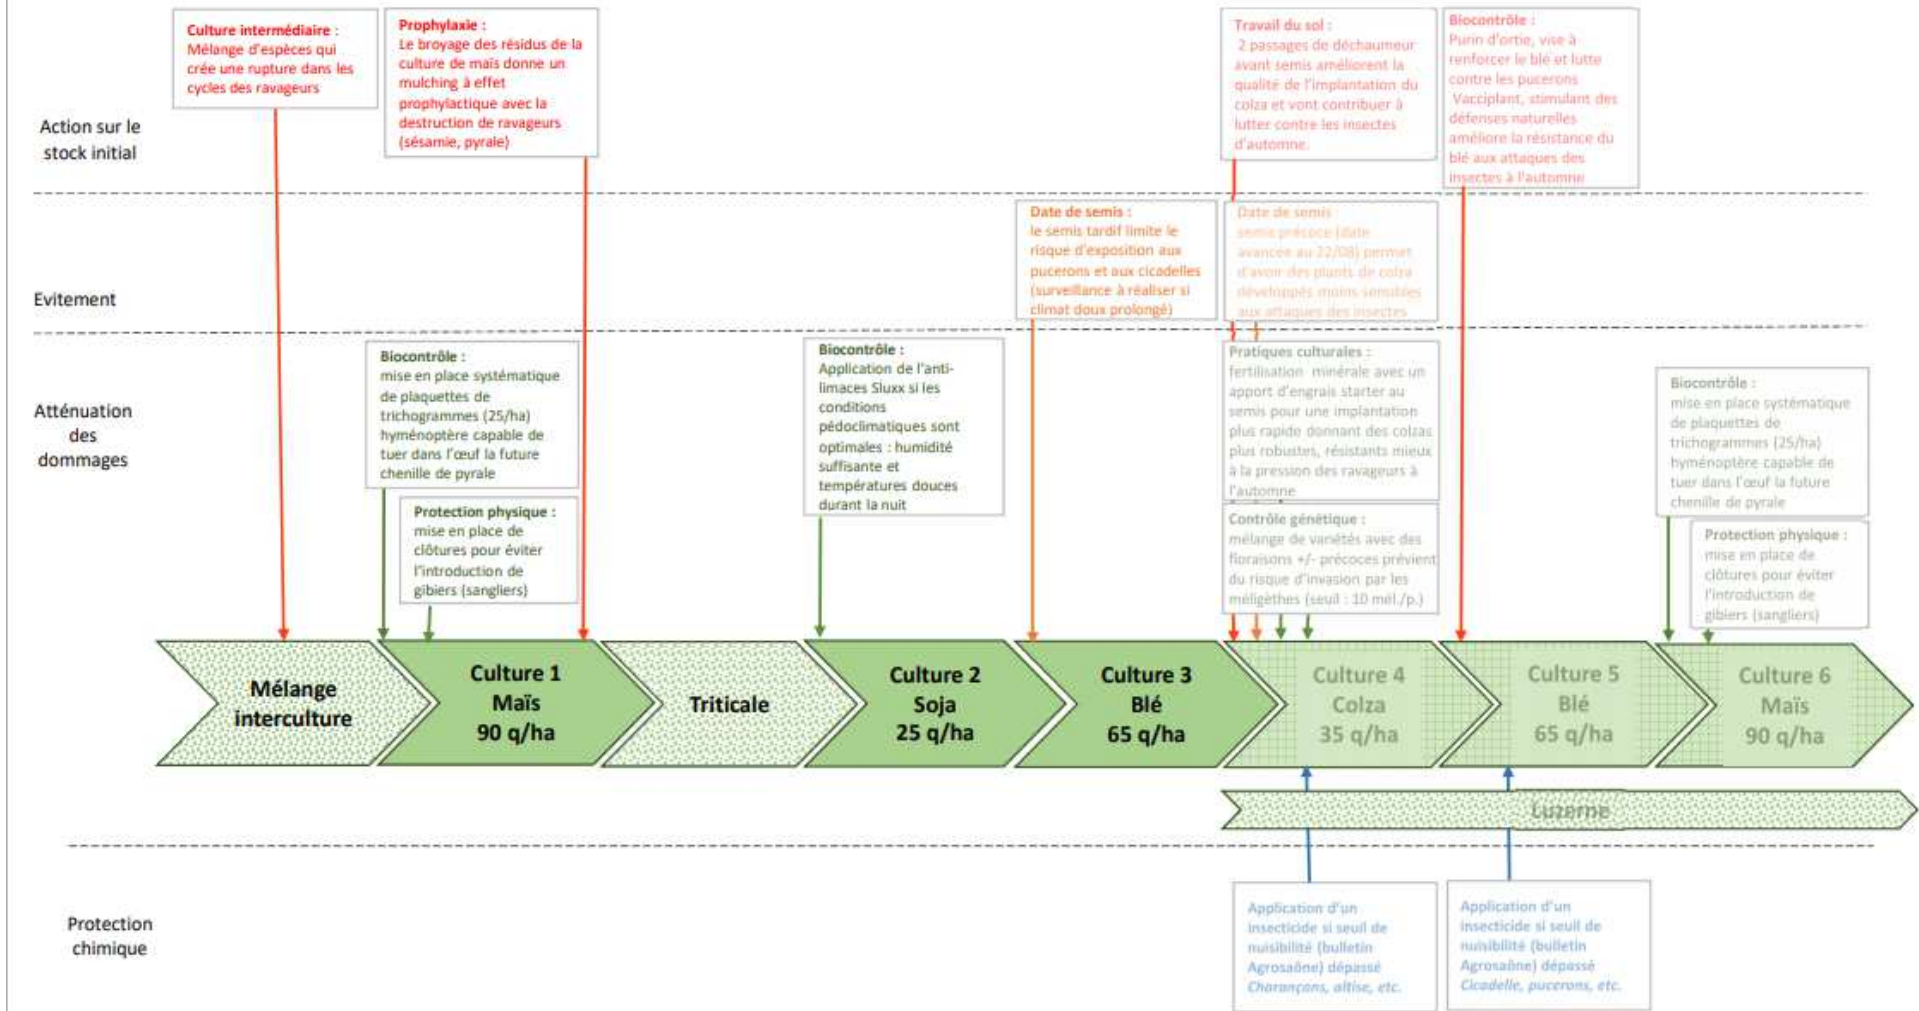 Culture intermédiaire :
Mélange d'espèces qui
crée une rupture dans les
cycles des ravageurs
Prophylaxie :
Le broyage des résidus de la
culture de maïs donne un
mulching à effet
prophylactique avec la
destruction de ravageurs
(sésamie, pyrale)
Travail du sol :
2 passages de déchaumeur
avant semis améliorent la
qualité de l'implantation du
colza et vont contribuer à
lutter contre les insectes
d'automne.
Biocontrôle :
Purin d'ortie, vise à
renforcer le blé et lutte
contre les pucerons
Vacciplant, stimulant des
défenses naturelles
améliore la résistance du
blé aux attaques des
insectes à l'automne
Action sur le
stock initial
Date de semis :
le semis tardif limite le
risque d'exposition aux
pucerons et aux cicadelles
(surveillance à réaliser si
climat doux prolongé)
Date de semis
semis précoce (date
avancée au 22/08) permet
d'avoir des plants de colza
développés moins sensibles
aux attaques des insectes
Evitement
Biocontrôle :
mise en place systématique
de plaquettes de
trichogrammes (25/ha)
hyménoptère capable de
tuer dans l'œuf la future
chenille de pyrale
Protection physique :
mise en place de
clôtures pour éviter
l'introduction de
gibiers (sangliers)
Biocontrôle :
Application de l'anti-
limaces Sluxx si les
conditions
pédoclimatiques sont
optimales : humidité
suffisante et
températures douces
durant la nuit
Pratiques culturales :
fertilisation minérale avec un
apport d'engrais starter au
semis pour une implantation
plus rapide donnant des colzas
plus robustes, résistants mieux
à la pression des ravageurs à
l'automne
Contrôle génétique :
mélange de variétés avec des
floraisons +/- précoces prévient
du risque d'invasion par les
méligèthes (seuil : 10 mél./p.)
Biocontrôle :
mise en place systématique
de plaquettes de
trichogrammes (25/ha)
hyménoptère capable de
tuer dans l'œuf la future
chenille de pyrale
Protection physique :
mise en place de
clôtures pour éviter
l'introduction de
gibiers (sangliers)
Atténuation
des
dommages
Mélange
interculture
Culture 1
Maïs
90 q/ha
Triticale
Culture 2
Soja
25 q/ha
Culture 3
Blé
65 q/ha
Culture 4
Colza
35 q/ha
Culture 5
Blé
65 q/ha
Culture 6
Maïs
90 q/ha
Luzerne
Protection
chimique
Application d'un
insecticide si seuil de
nuisibilité (bulletin
Agrosaône) dépassé
Charançons, altise, etc.
Application d'un
insecticide si seuil de
nuisibilité (bulletin
Agrosaône) dépassé
Cicadelle, pucerons, etc.